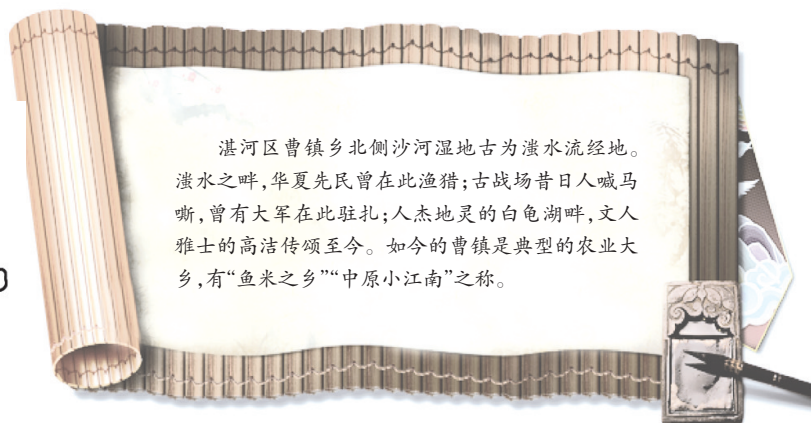 湛河区曹镇乡北侧沙河湿地古为滍水流经地。
滍水之畔,华夏先民曾在此渔猎;古战场昔日人喊马
嘶,曾有大军在此驻扎;人杰地灵的白龟湖畔,文人
雅士的高洁传颂至今。如今的曹镇是典型的农业大
乡,有“鱼米之乡”“中原小江南”之称。